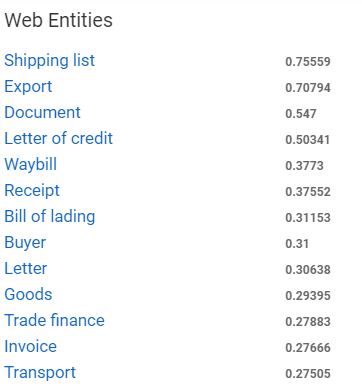 Web Entities
Shipping list 0.75559
Export 0.70794
Document 0.547
Letter of credit 0.50341
Waybill 0.3773
Receipt 0.37552
Bill of lading 0.31153
Buyer 0.31
Letter 0.30638
Goods 0.29395
Trade finance 0.27883
Invoice 0.27666
Transport 0.27505